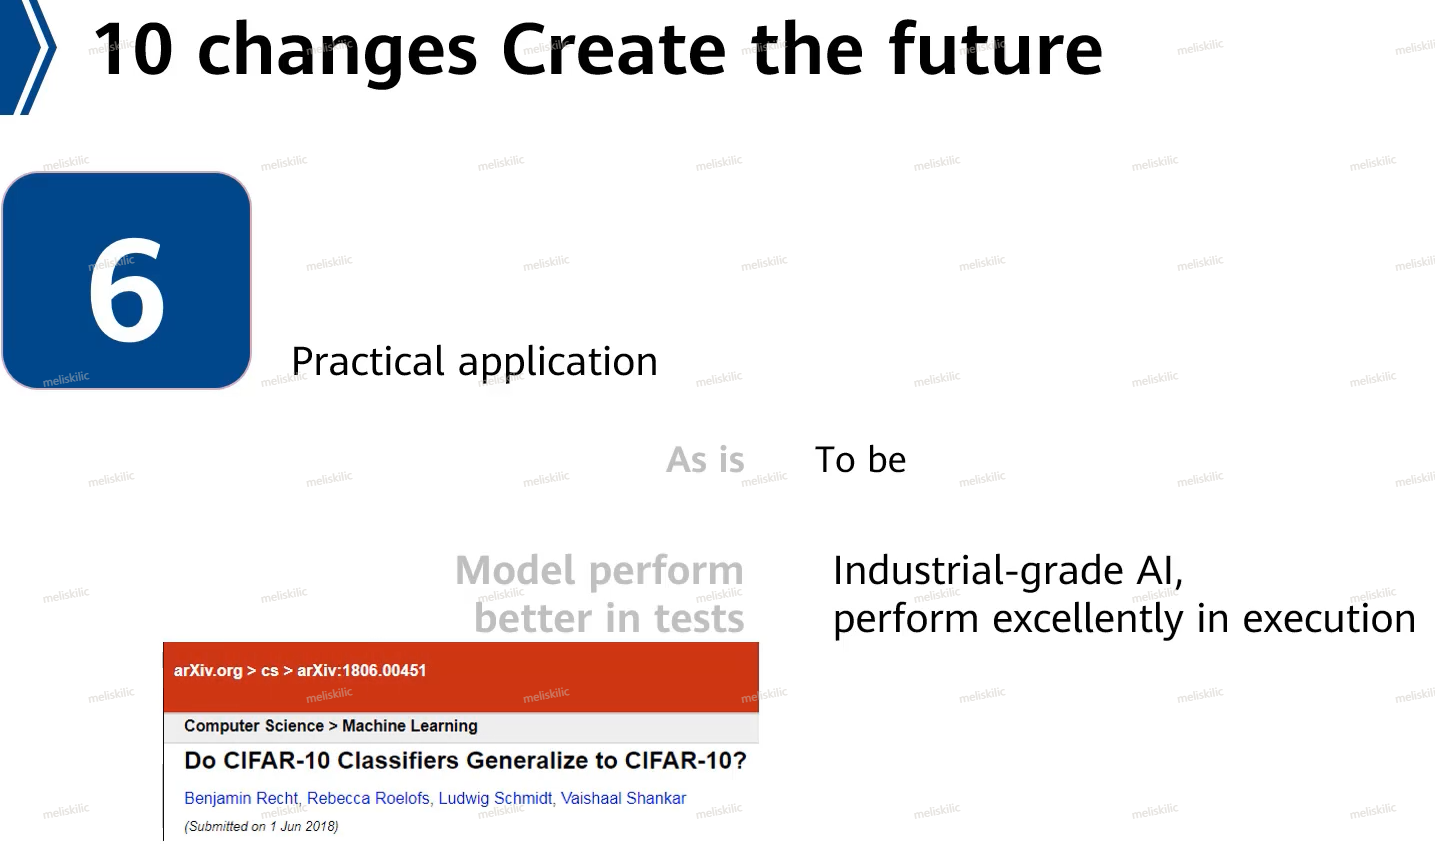 10 changes Create the future
6
Practical application
As is
To be
Model perform
better in tests
Industrial-grade AI,
perform excellently in execution
arXiv.org > cs > arXiv:1806.00451
Computer Science > Machine Learning
Do CIFAR-10 Classifiers Generalize to CIFAR-10?
Benjamin Recht, Rebecca Roelofs, Ludwig Schmidt, Vaishaal Shankar
(Submitted on 1 Jun 2018)
meliskilic